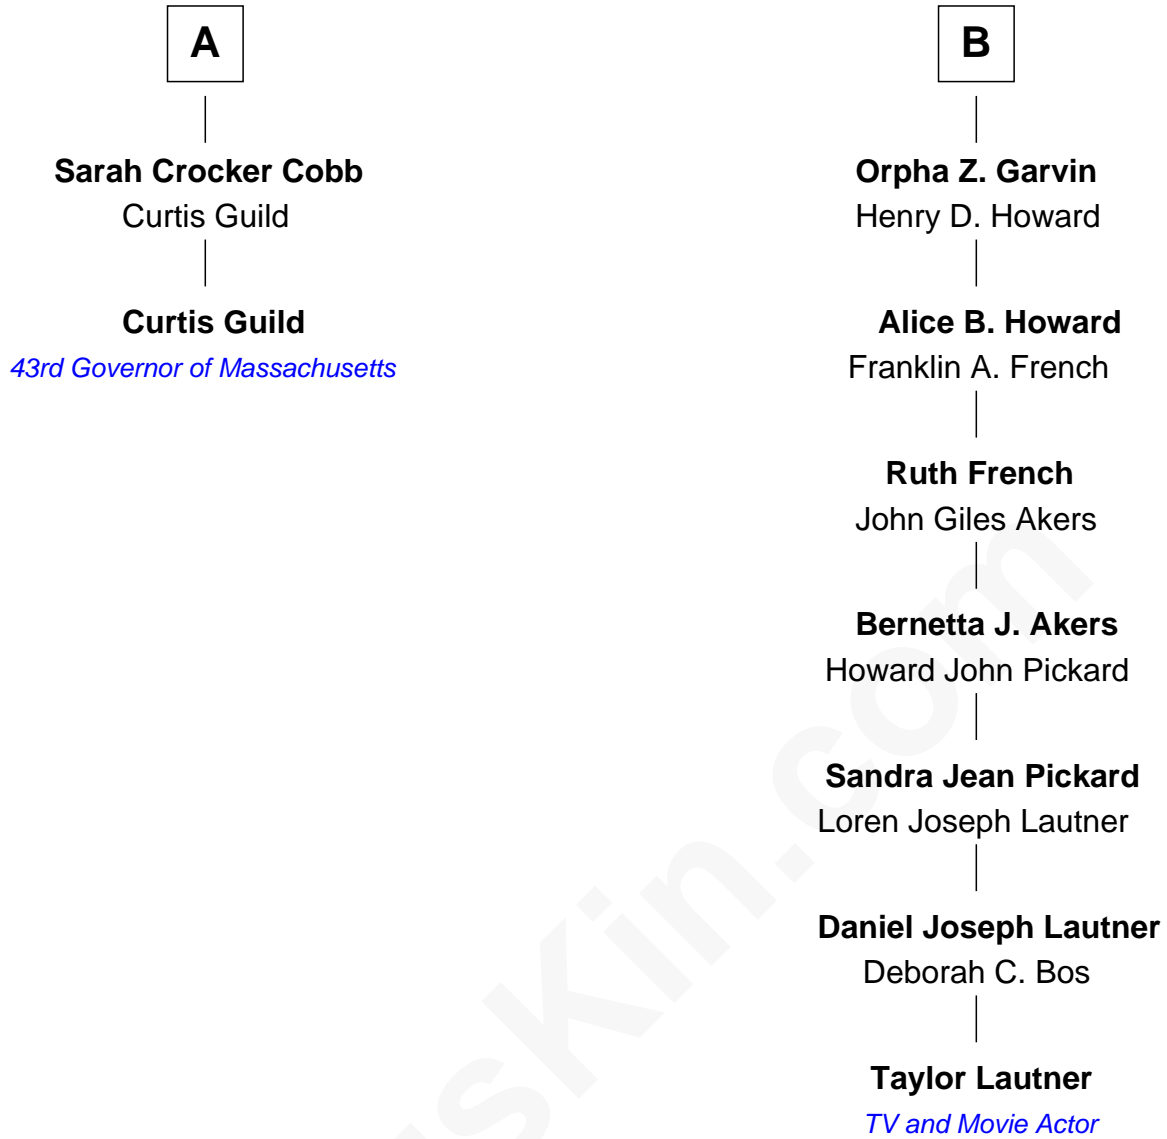 A
Sarah Crocker Cobb
Curtis Guild
Curtis Guild
43rd Governor of Massachusetts
B
Orpha Z. Garvin
Henry D. Howard
Alice B. Howard
Franklin A. French
Ruth French
John Giles Akers
Bernetta J. Akers
Howard John Pickard
Sandra Jean Pickard
Loren Joseph Lautner
Daniel Joseph Lautner
Deborah C. Bos
Taylor Lautner
TV and Movie Actor
usKin.com